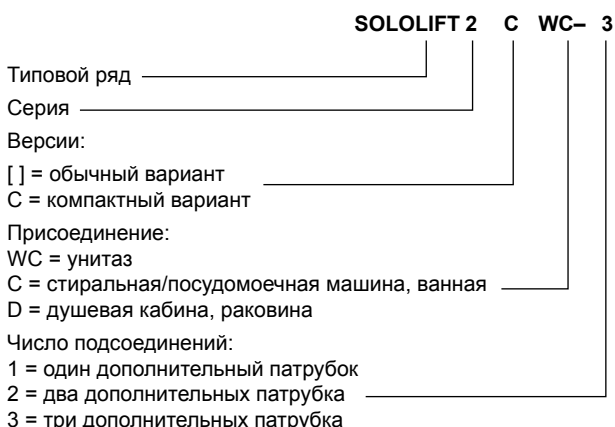 SOLOLIFT 2 C WC– 3
Типовой ряд
Серия
Версии:
[ ] = обычный вариант
C = компактный вариант
Присоединение:
WC = унитаз
C = стиральная/посудомоечная машина, ванная
D = душевая кабина, раковина
Число подсоединений:
1 = один дополнительный патрубок
2 = два дополнительных патрубка
3 = три дополнительных патрубка